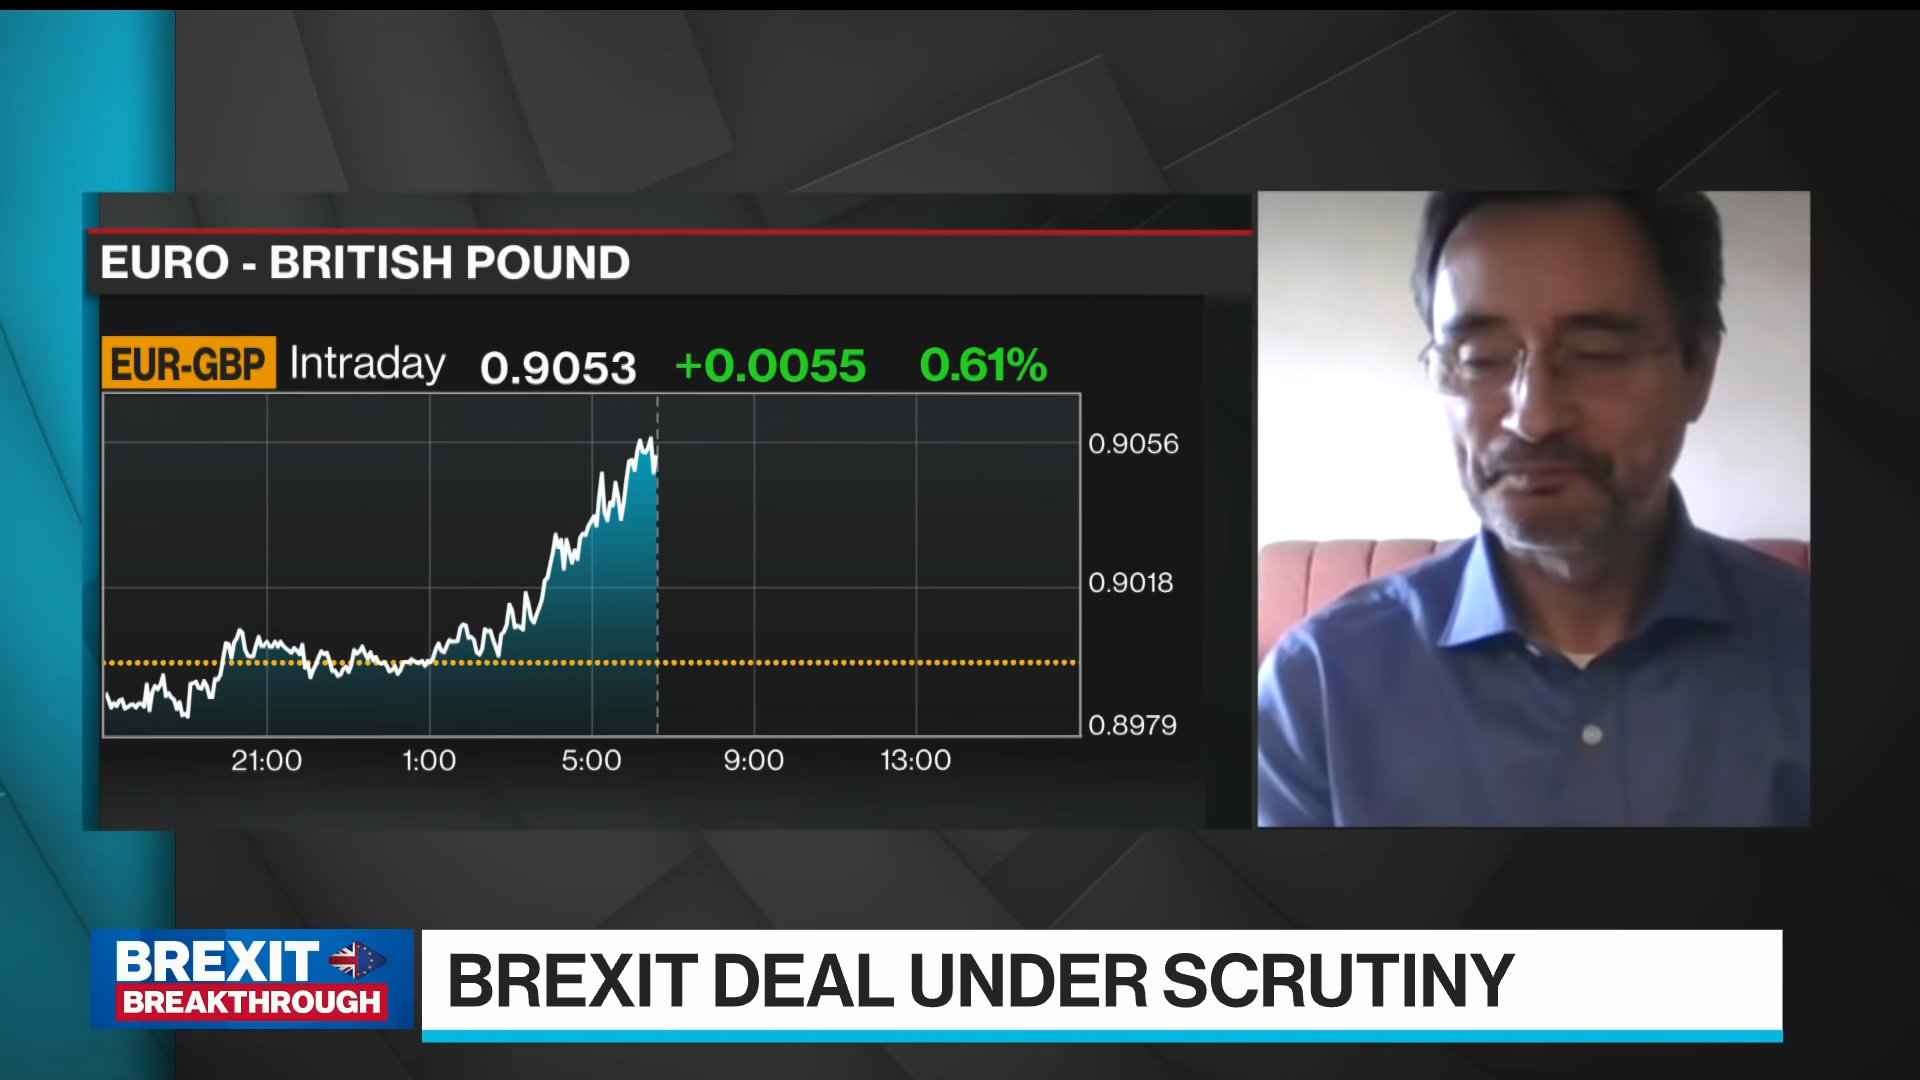 EURO - BRITISH POUND
EUR-GBP Intraday 0.9053 +0.0055 0.61%
0.9056
0.9018
0.8979
21:00 1:00 5:00 9:00 13:00
BREXIT
BREAKTHROUGH
BREXIT DEAL UNDER SCRUTINY